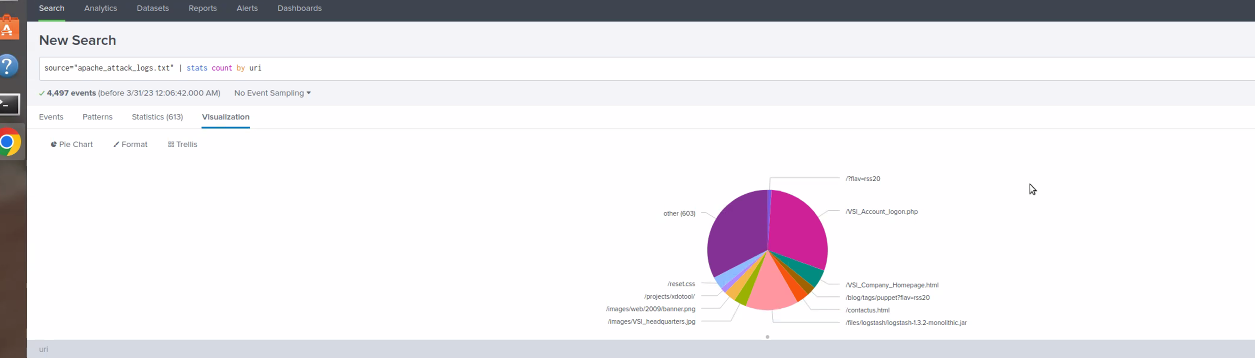 Search Analytics Datasets Reports Alerts Dashboards
New Search
source="apache_attack_logs.txt" | stats count by uri
✓ 4,497 events (before 3/31/23 12:06:42.000 AM) No Event Sampling ▾
Events Patterns Statistics (613) Visualization
Pie Chart Format Trellis
/?flav=rss20
other (603)
/VSI_Account_logon.php
/reset.css
/VSI_Company_Homepage.html
/projects/xdotool/
/blog/tags/puppet?flav=rss20
/images/web/2009/banner.png
/contactus.html
/images/VSI_headquarters.jpg
/files/logstash/logstash-1.3.2-monolithic.jar
uri